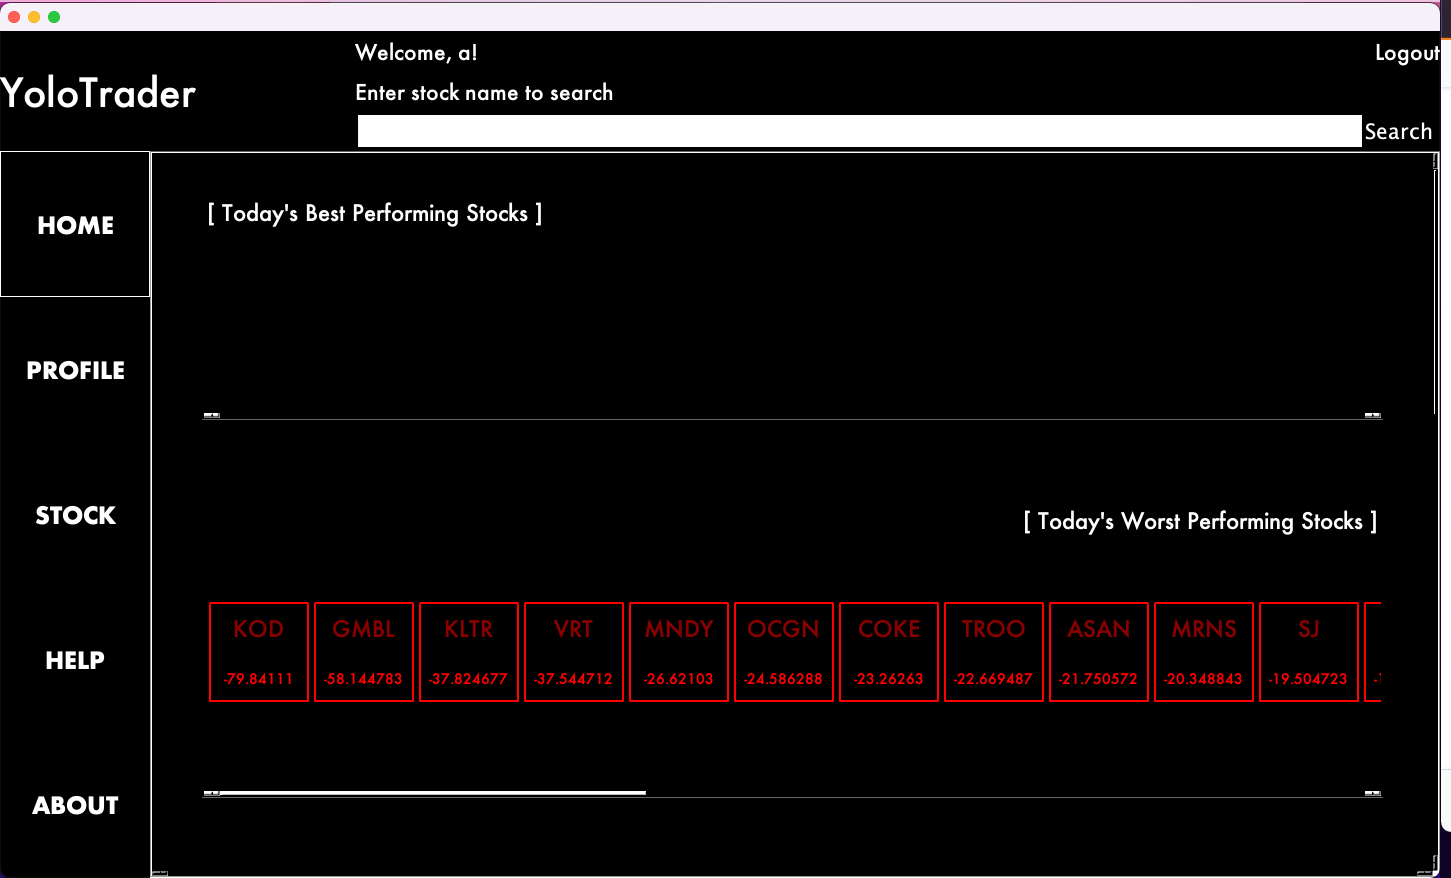 Welcome, a!
Logout
YoloTrader
Enter stock name to search
Search
HOME
PROFILE
STOCK
HELP
ABOUT
[ Today's Best Performing Stocks ]
[ Today's Worst Performing Stocks ]
KOD GMBL KLTR VRT MNDY OCGN COKE TROO ASAN MRNS SJ
-79.84111 -58.144783 -37.824677 -37.544712 -26.62103 -24.586288 -23.26263 -22.669487 -21.750572 -20.348843 -19.504723